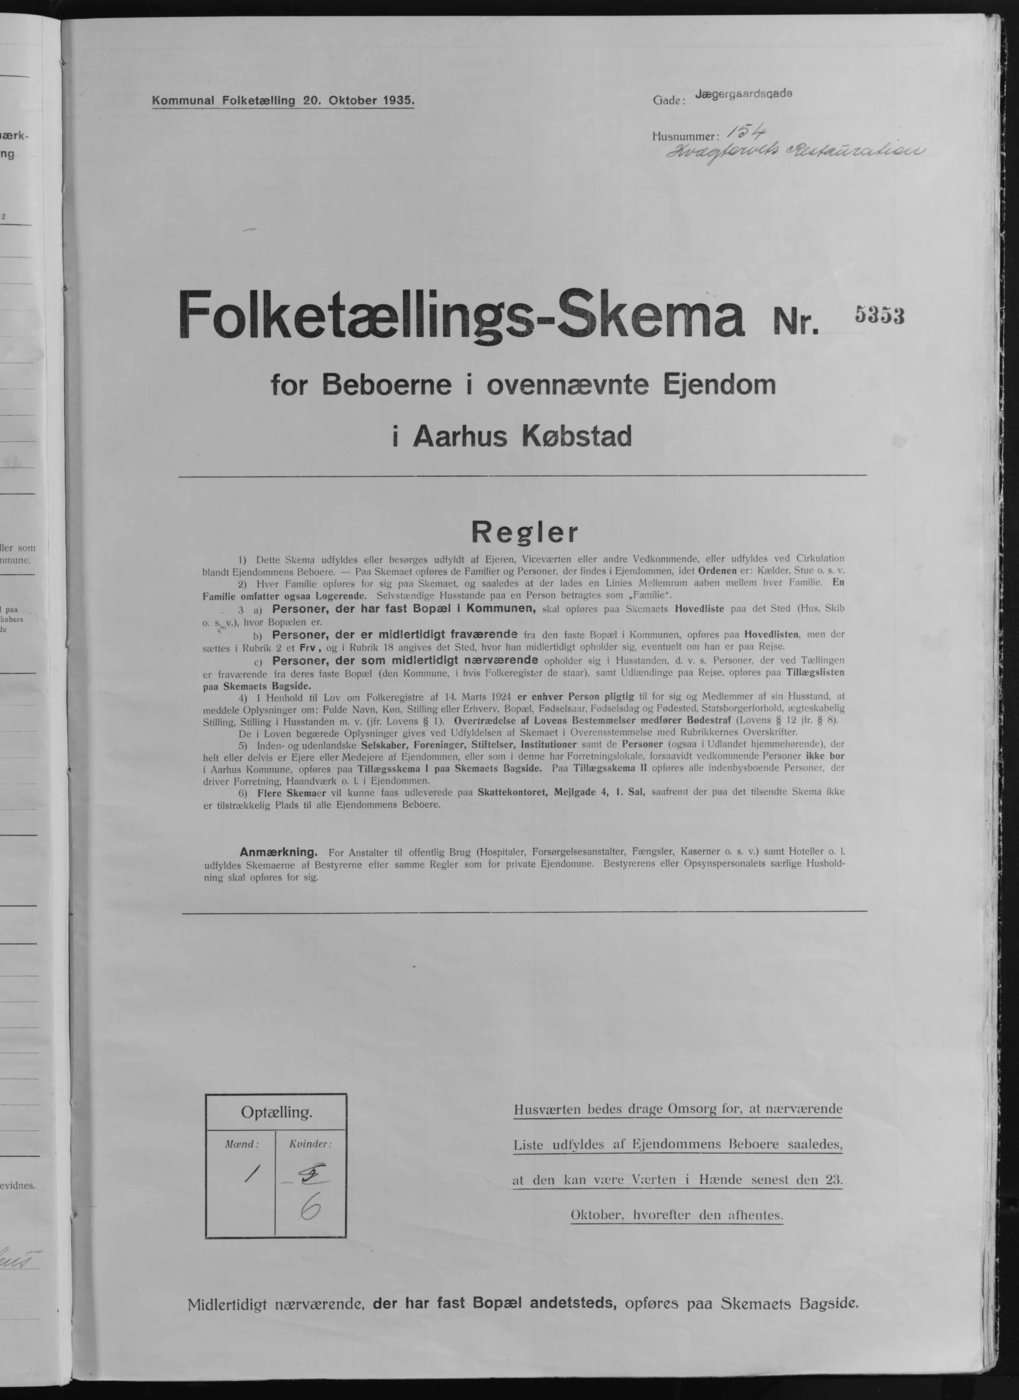 Kommunal Folketælling 20. Oktober 1935.
Gade: Jægergaardsgade
Husnummer: 154
Kvægtorvets Restauration
Folketællings-Skema Nr. 5353
for Beboerne i ovennævnte Ejendom
i Aarhus Købstad
Regler
1) Dette Skema udfyldes eller besørges udfyldt af Ejeren, Viceværten eller andre Vedkommende, eller udfyldes ved Cirkulation
blandt Ejendommens Beboere. — Paa Skemaet opføres de Familier og Personer, der findes i Ejendommen, idet Ordenen er: Kælder, Stue o. s. v.
2) Hver Familie opføres for sig paa Skemaet, og saaledes at der lades en Linies Mellemrum aaben mellem hver Familie. En
Familie omfatter ogsaa Logerende. Selvstændige Husstande paa en Person betragtes som „Familie“.
3 a) Personer, der har fast Bopæl i Kommunen, skal opføres paa Skemaets Hovedliste paa det Sted (Hus, Skib
o. s. v.), hvor Bopælen er.
b) Personer, der er midlertidigt fraværende fra den faste Bopæl i Kommunen, opføres paa Hovedlisten, men der
sættes i Rubrik 2 et Frv, og i Rubrik 18 angives det Sted, hvor han midlertidigt opholder sig, eventuelt om han er paa Rejse.
c) Personer, der som midlertidigt nærværende opholder sig i Husstanden, d. v. s. Personer, der ved Tællingen
er fraværende fra deres faste Bopæl (den Kommune, i hvis Folkeregister de staar), samt Udlændinge paa Rejse, opføres paa Tillægslisten
paa Skemaets Bagside.
4) I Henhold til Lov om Folkeregistre af 14. Marts 1924 er enhver Person pligtig til for sig og Medlemmer af sin Husstand, at
meddele Oplysninger om: Fulde Navn, Køn, Stilling eller Erhverv, Bopæl, Fødselsaar, Fødselsdag og Fødested, Statsborgerforhold, ægteskabelig
Stilling, Stilling i Husstanden m. v. (jfr. Lovens § 1). Overtrædelse af Lovens Bestemmelser medfører Bødestraf (Lovens § 12 jfr. § 8).
De i Loven begærede Oplysninger gives ved Udfyldelsen af Skemaet i Overensstemmelse med Rubrikkernes Overskrifter.
5) Inden- og udenlandske Selskaber, Foreninger, Stiftelser, Institutioner samt de Personer (ogsaa i Udlandet hjemmehørende), der
helt eller delvis er Ejere eller Medejere af Ejendommen, eller som i denne har Forretningslokale, forsaavidt vedkommende Personer ikke bor
i Aarhus Kommune, opføres paa Tillægsskema I paa Skemaets Bagside. Paa Tillægsskema II opføres alle indenbysboende Personer, der
driver Forretning, Haandværk o. l. i Ejendommen.
6) Flere Skemaer vil kunne faas udleverede paa Skattekontoret, Mejlgade 4, 1. Sal, saafremt der paa det tilsendte Skema ikke
er tilstrækkelig Plads til alle Ejendommens Beboere.
Anmærkning. For Anstalter til offentlig Brug (Hospitaler, Forsørgelsesanstalter, Fængsler, Kaserner o. s. v.) samt Hoteller o. l.
udfyldes Skemaerne af Bestyrerne efter samme Regler som for private Ejendomme. Bestyrerens eller Opsynspersonalets særlige Hushold-
ning skal opføres for sig.
Optælling.
Mænd: Kvinder:
1
6
Husværten bedes drage Omsorg for, at nærværende
Liste udfyldes af Ejendommens Beboere saaledes,
at den kan være Værten i Hænde senest den 23.
Oktober, hvorefter den afhentes.
Midlertidigt nærværende, der har fast Bopæl andetsteds, opføres paa Skemaets Bagside.